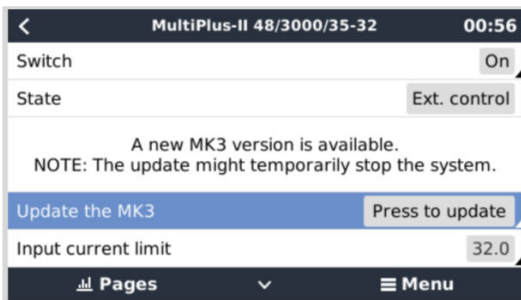 MultiPlus-II 48/3000/35-32 00:56
Switch On
State Ext. control
A new MK3 version is available.
NOTE: The update might temporarily stop the system.
Update the MK3 Press to update
Input current limit 32.0
Pages Menu